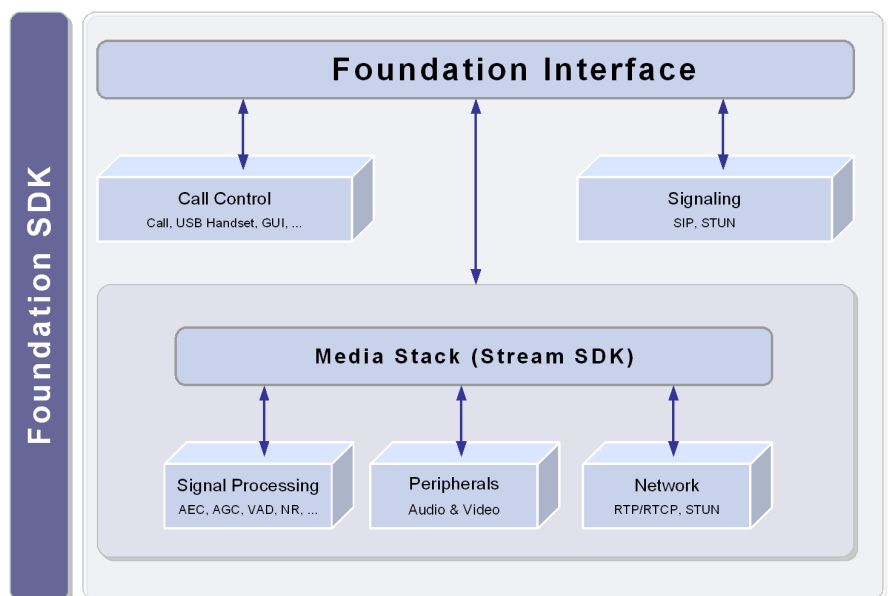 Foundation SDK
Foundation Interface
Call Control
Call, USB Handset, GUI, ...
Signaling
SIP, STUN
Media Stack (Stream SDK)
Signal Processing
AEC, AGC, VAD, NR, ...
Peripherals
Audio & Video
Network
RTP/RTCP, STUN